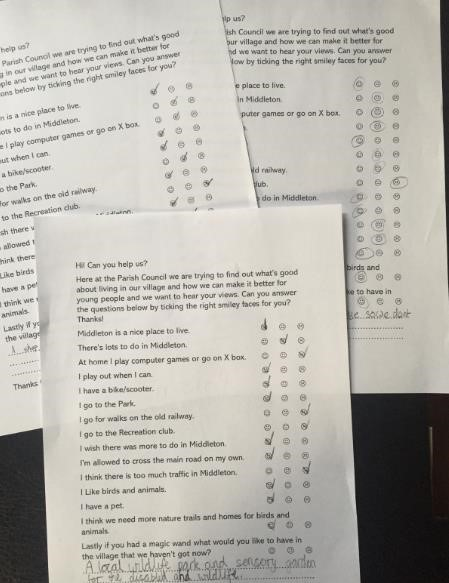 help us?
Parish Council we are trying to find out what's good
g in our village and how we can make it better for
ple and we want to hear your views. Can you answer
ons below by ticking the right smiley faces for you?
n is a nice place to live.
lots to do in Middleton.
e I play computer games or go on X box.
out when I can.
a bike/scooter.
o the Park.
for walks on the old railway.
to the Recreation club.
sh there w
allowed t
hink there
Like birds
have a pet
I think we
animals.
Lastly if yo
the village
Thanks
lp us?
ish Council we are trying to find out what's good
our village and how we can make it better for
nd we want to hear your views. Can you answer
low by ticking the right smiley faces for you?
e place to live.
in Middleton.
puter games or go on X box.
ld railway.
lub.
do in Middleton.
birds and
ke to have in
Hi! Can you help us?
Here at the Parish Council we are trying to find out what's good
about living in our village and how we can make it better for
young people and we want to hear your views. Can you answer
the questions below by ticking the right smiley faces for you?
Thanks!
Middleton is a nice place to live.
There's lots to do in Middleton.
At home I play computer games or go on X box.
I play out when I can.
I have a bike/scooter.
I go to the Park.
I go for walks on the old railway.
I go to the Recreation club.
I wish there was more to do in Middleton.
I'm allowed to cross the main road on my own.
I think there is too much traffic in Middleton.
I Like birds and animals.
I have a pet.
I think we need more nature trails and homes for birds and
animals.
Lastly if you had a magic wand what would you like to have in
the village that we haven't got now?
A local wildlife park and sensory garden
for the disabled and wildlife.